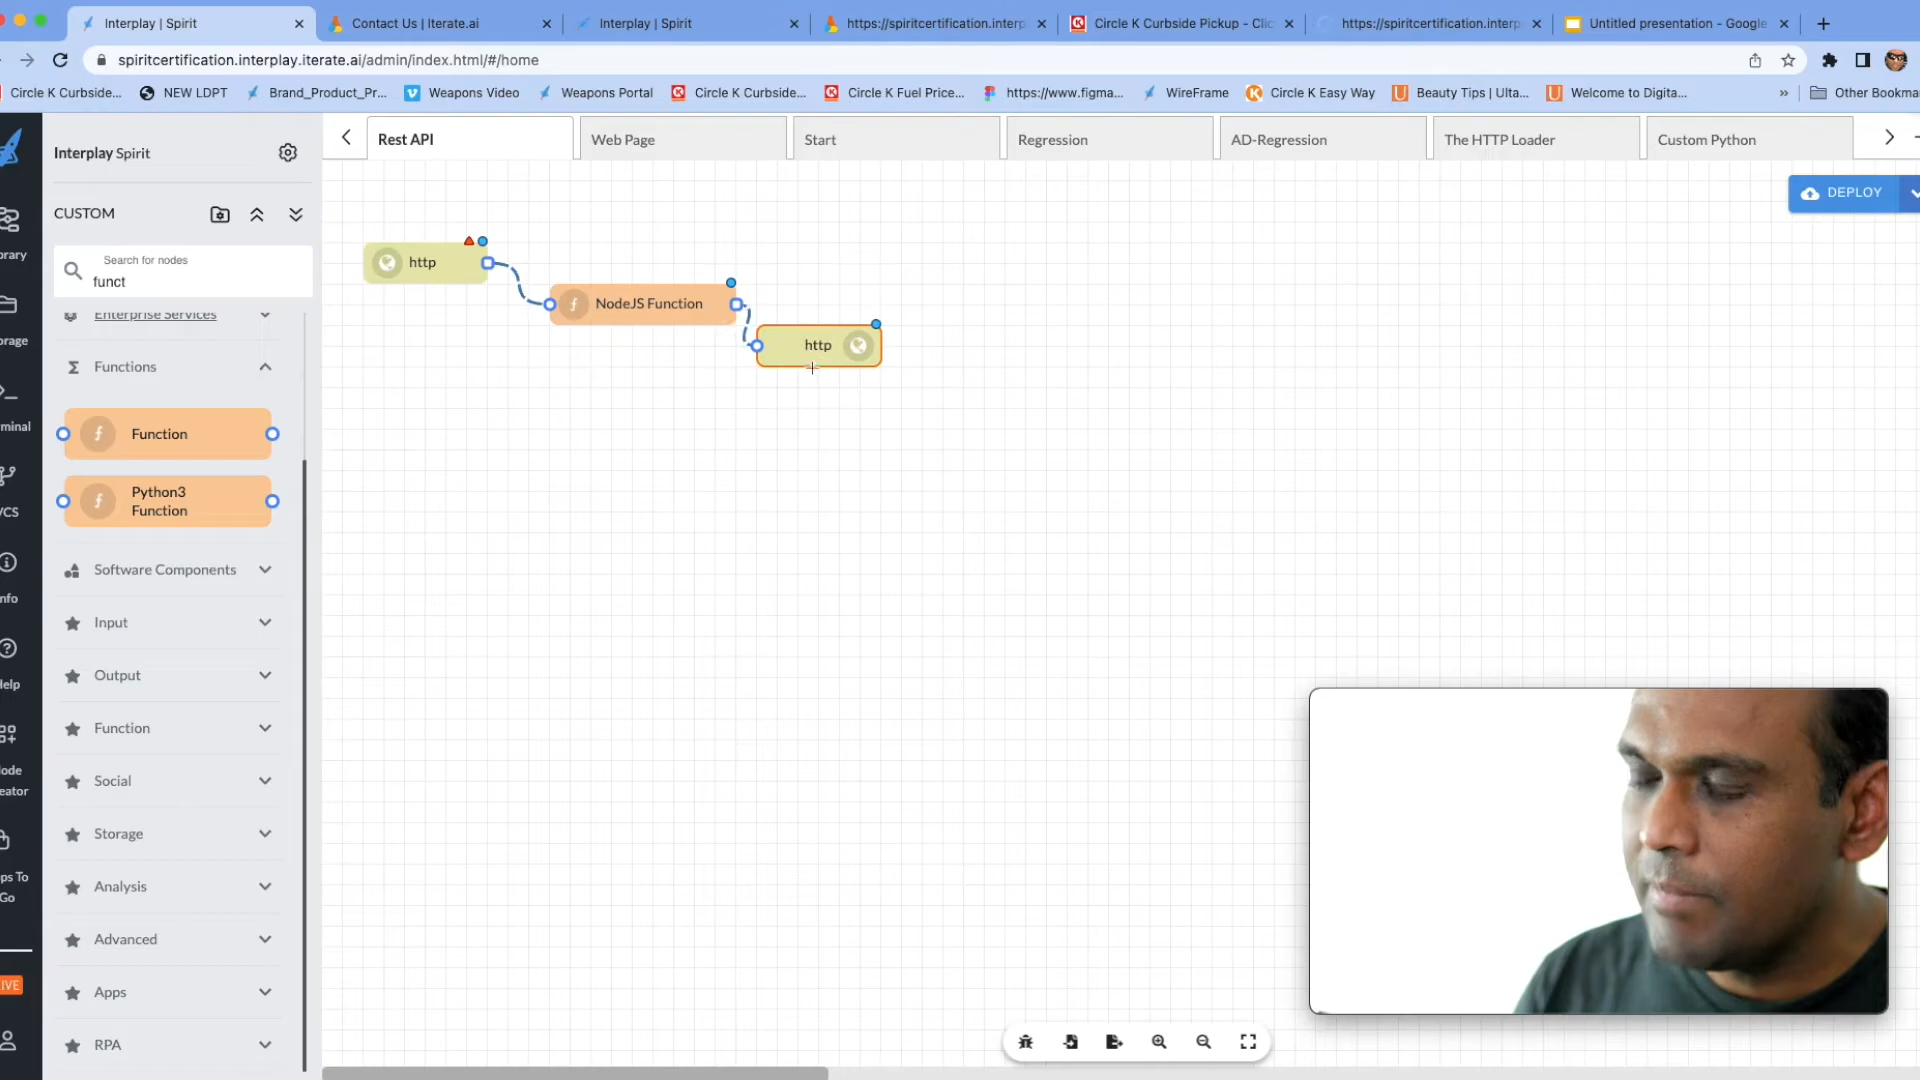 Interplay | Spirit
Contact Us | Iterate.ai
Interplay | Spirit
https://spiritcertification.interp
Circle K Curbside Pickup - Clic
https://spiritcertification.interp
Untitled presentation - Google
spiritcertification.interplay.iterate.ai/admin/index.html/#/home
Circle K Curbside...
NEW LDPT
Brand_Product_Pr...
Weapons Video
Weapons Portal
Circle K Curbside...
Circle K Fuel Price...
https://www.figma...
WireFrame
Circle K Easy Way
Beauty Tips | Ulta...
Welcome to Digita...
»
Other Bookma
Interplay Spirit
Rest API
Web Page
Start
Regression
AD-Regression
The HTTP Loader
Custom Python
DEPLOY
CUSTOM
Search for nodes
funct
Enterprise Services
Functions
Function
Python3
Function
Software Components
Input
Output
Function
Social
Storage
Analysis
Advanced
Apps
RPA
brary
orage
rminal
VCS
nfo
Help
Node
eator
ps To
Go
IVE
http
NodeJS Function
http